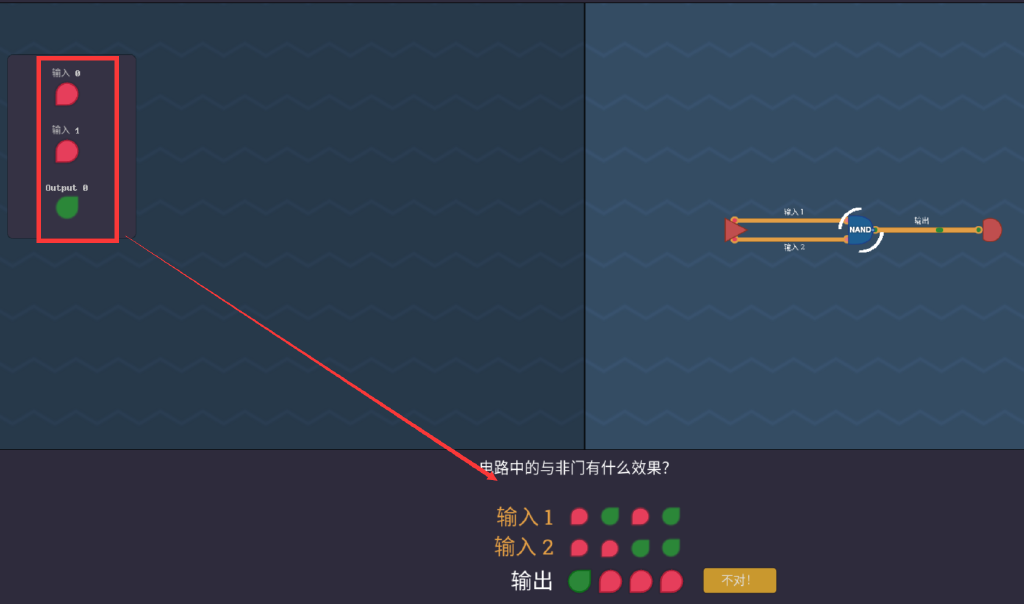 输入 0
输入 1
Output 0
输入 1
NAND
输出
输入 2
电路中的与非门有什么效果?
输入 1
输入 2
输出
不对!